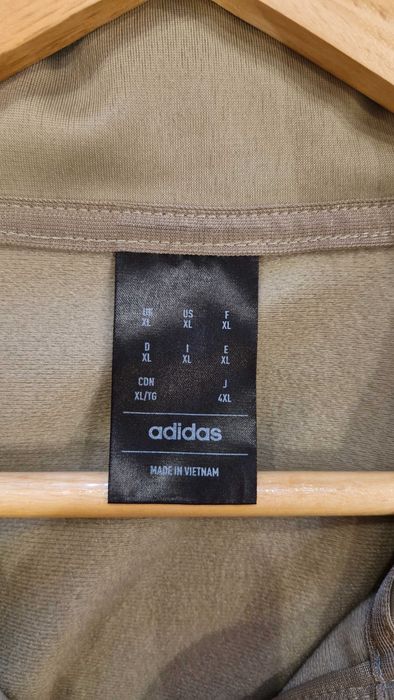 UK US F
XL XL XL
D I E
XL XL XL
CDN J
XL/TG 4XL
adidas
MADE IN VIETNAM